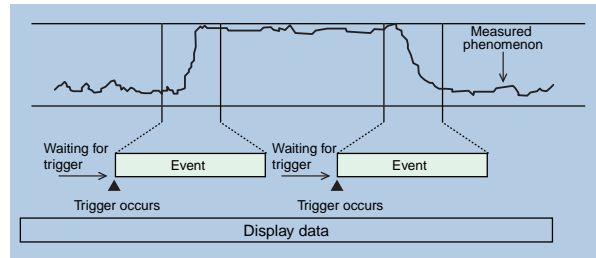 Measured
phenomenon
Waiting for
trigger
Event
Waiting for
trigger
Event
Trigger occurs
Trigger occurs
Display data